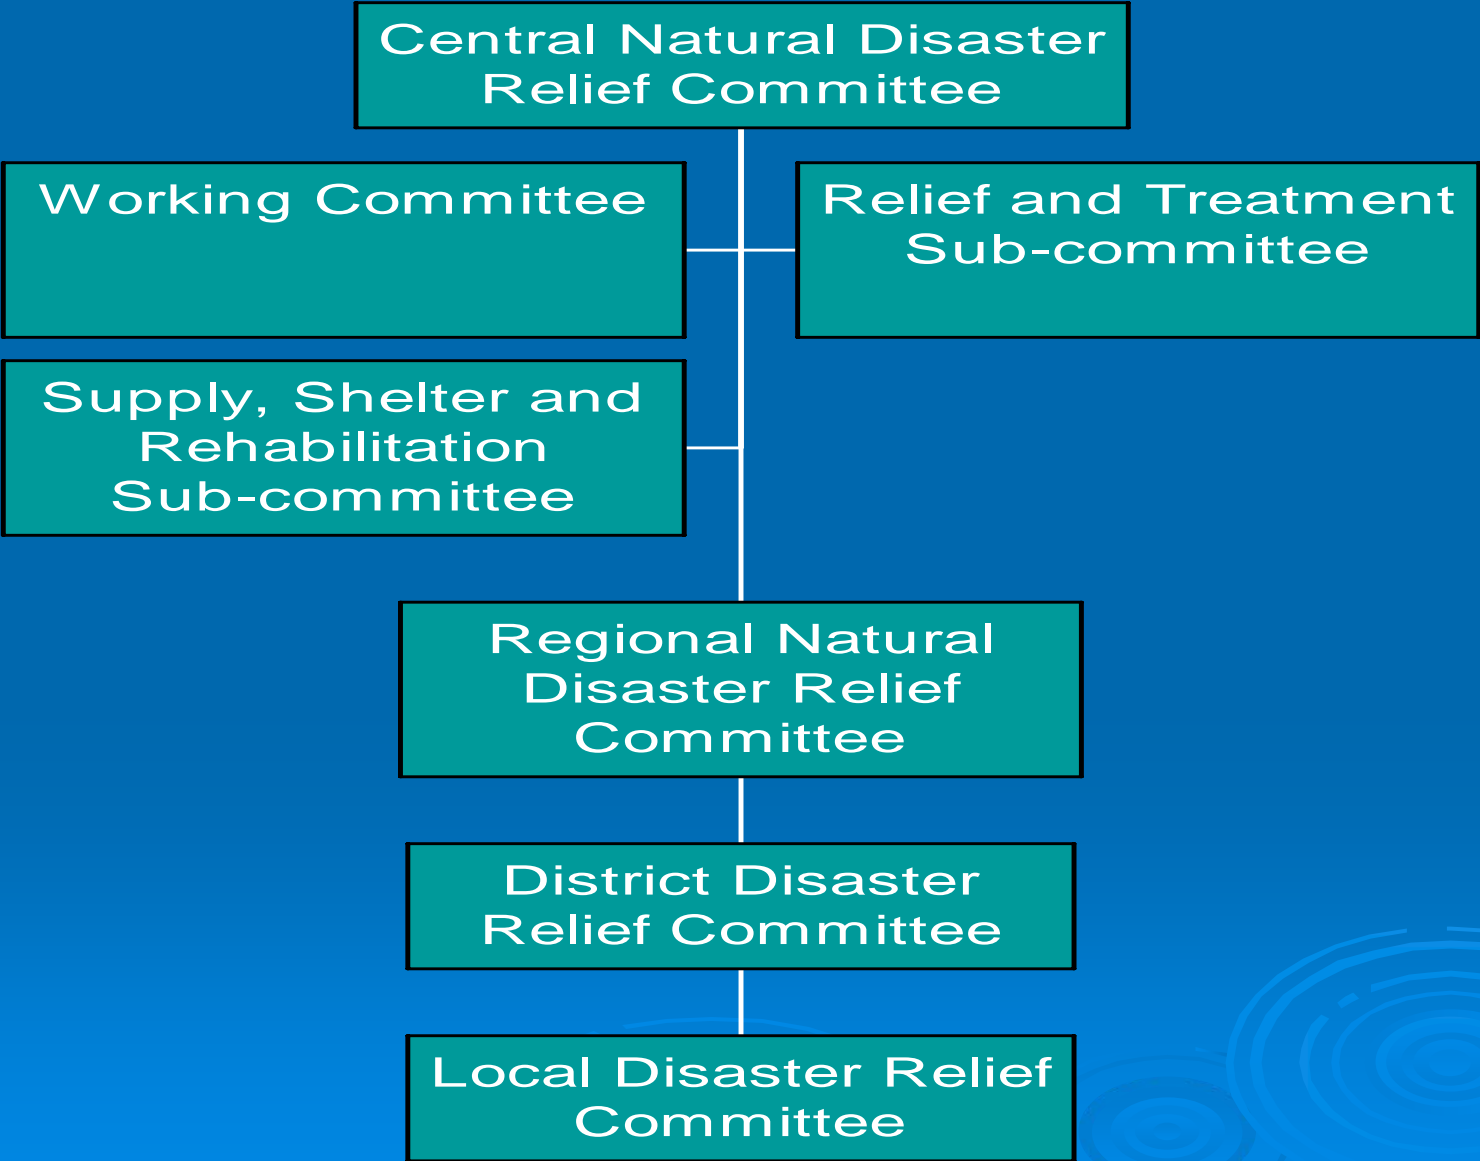 Central Natural Disaster
Relief Committee
Working Committee
Relief and Treatment
Sub-committee
Supply, Shelter and
Rehabilitation
Sub-committee
Regional Natural
Disaster Relief
Committee
District Disaster
Relief Committee
Local Disaster Relief
Committee